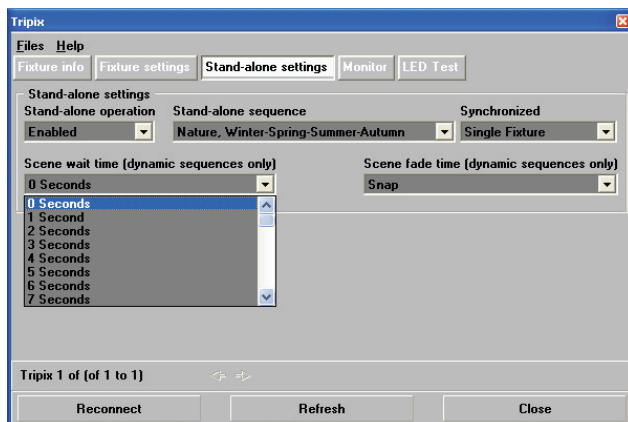 Tripix
Files Help
Fixture info Fixture settings Stand-alone settings Monitor LED Test
Stand-alone settings
Stand-alone operation Stand-alone sequence Synchronized
Enabled Nature, Winter-Spring-Summer-Autumn Single Fixture
Scene wait time (dynamic sequences only) Scene fade time (dynamic sequences only)
0 Seconds Snap
0 Seconds
1 Second
2 Seconds
3 Seconds
4 Seconds
5 Seconds
6 Seconds
7 Seconds
Tripix 1 of (of 1 to 1)
Reconnect Refresh Close